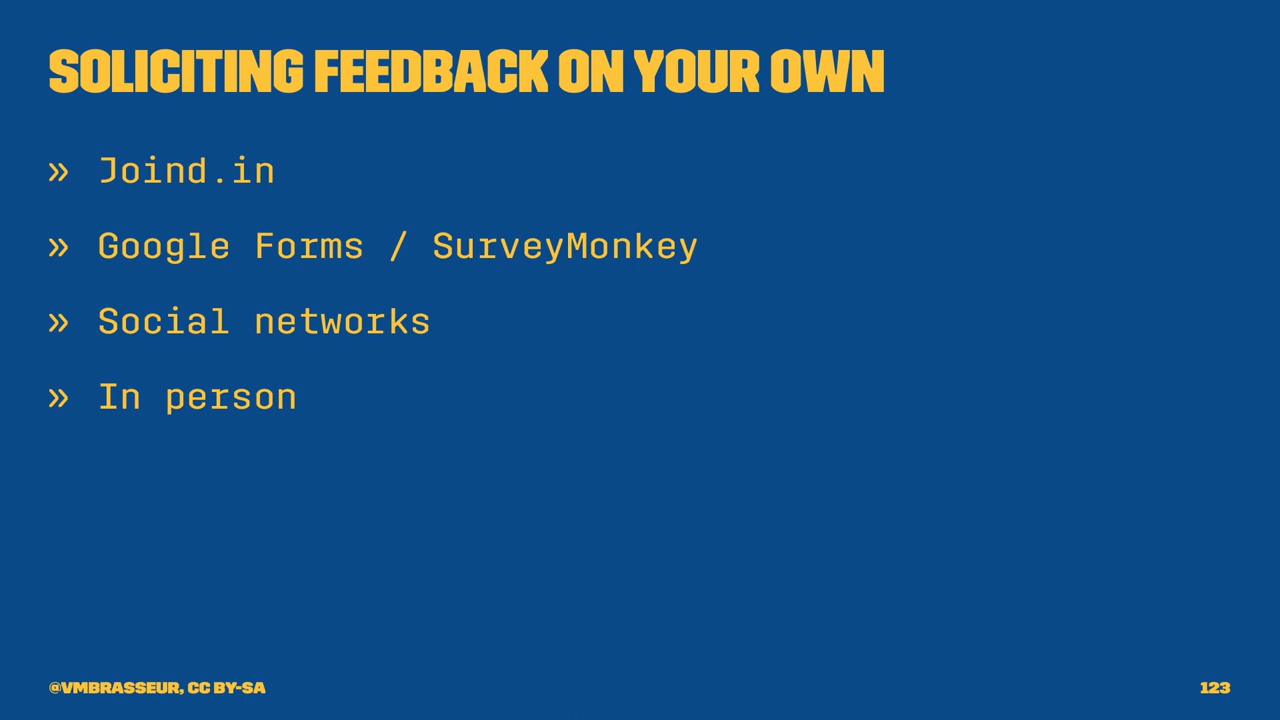 SOLICITING FEEDBACK ON YOUR OWN
» Joind.in
» Google Forms / SurveyMonkey
» Social networks
» In person
@VMBRASSEUR, CC BY-SA
123